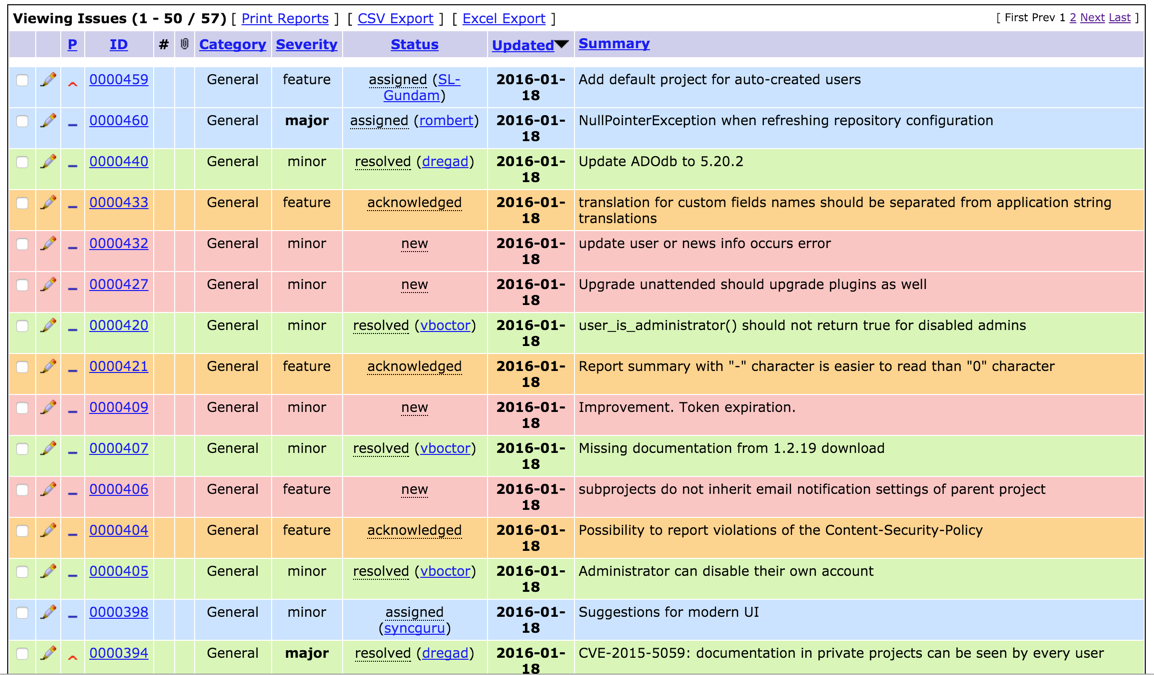 Viewing Issues (1 - 50 / 57) [ Print Reports ] [ CSV Export ] [ Excel Export ] [ First Prev 1 2 Next Last ]
P ID # Category Severity Status Updated Summary
0000459 General feature assigned (SL-Gundam) 2016-01-18 Add default project for auto-created users
0000460 General major assigned (rombert) 2016-01-18 NullPointerException when refreshing repository configuration
0000440 General minor resolved (dregad) 2016-01-18 Update ADOdb to 5.20.2
0000433 General feature acknowledged 2016-01-18 translation for custom fields names should be separated from application string translations
0000432 General minor new 2016-01-18 update user or news info occurs error
0000427 General minor new 2016-01-18 Upgrade unattended should upgrade plugins as well
0000420 General minor resolved (vboctor) 2016-01-18 user_is_administrator() should not return true for disabled admins
0000421 General feature acknowledged 2016-01-18 Report summary with "-" character is easier to read than "0" character
0000409 General minor new 2016-01-18 Improvement. Token expiration.
0000407 General minor resolved (vboctor) 2016-01-18 Missing documentation from 1.2.19 download
0000406 General feature new 2016-01-18 subprojects do not inherit email notification settings of parent project
0000404 General feature acknowledged 2016-01-18 Possibility to report violations of the Content-Security-Policy
0000405 General minor resolved (vboctor) 2016-01-18 Administrator can disable their own account
0000398 General minor assigned (syncguru) 2016-01-18 Suggestions for modern UI
0000394 General major resolved (dregad) 2016-01-18 CVE-2015-5059: documentation in private projects can be seen by every user